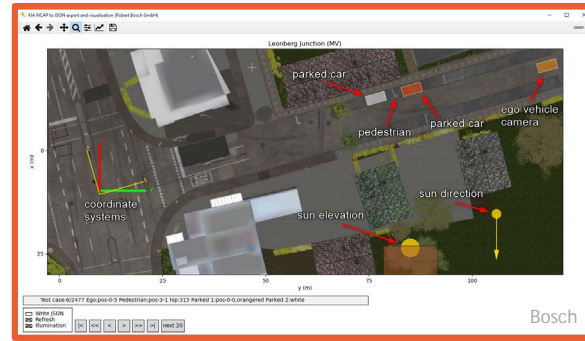 KIA NCAP to JSON export and visualization (Robert Bosch GmbH)
zoom
Leonberg Junction (MV)
parked car
pedestrian
parked car
ego vehicle
camera
coordinate
systems
sun elevation
sun direction
x (m)
0
25
0
25
50
75
100
y (m)
Test case:6/2477 Ego:pos-0-5 Pedestrian:pos-3-1 hip:315 Parked 1:pos-0-0,orangered Parked 2:white
Write JSON
Refresh
Illumination
|<
<<
<
>
>>
>|
next 20
Bosch